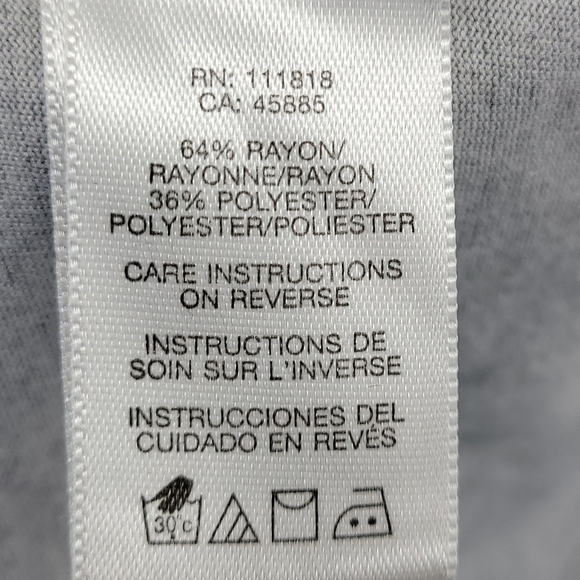 RN: 111818
CA: 45885
64% RAYON/
RAYONNE/RAYON
36% POLYESTER/
POLYESTER/POLIESTER
CARE INSTRUCTIONS
ON REVERSE
INSTRUCTIONS DE
SOIN SUR L'INVERSE
INSTRUCCIONES DEL
CUIDADO EN REVÉS
30°C